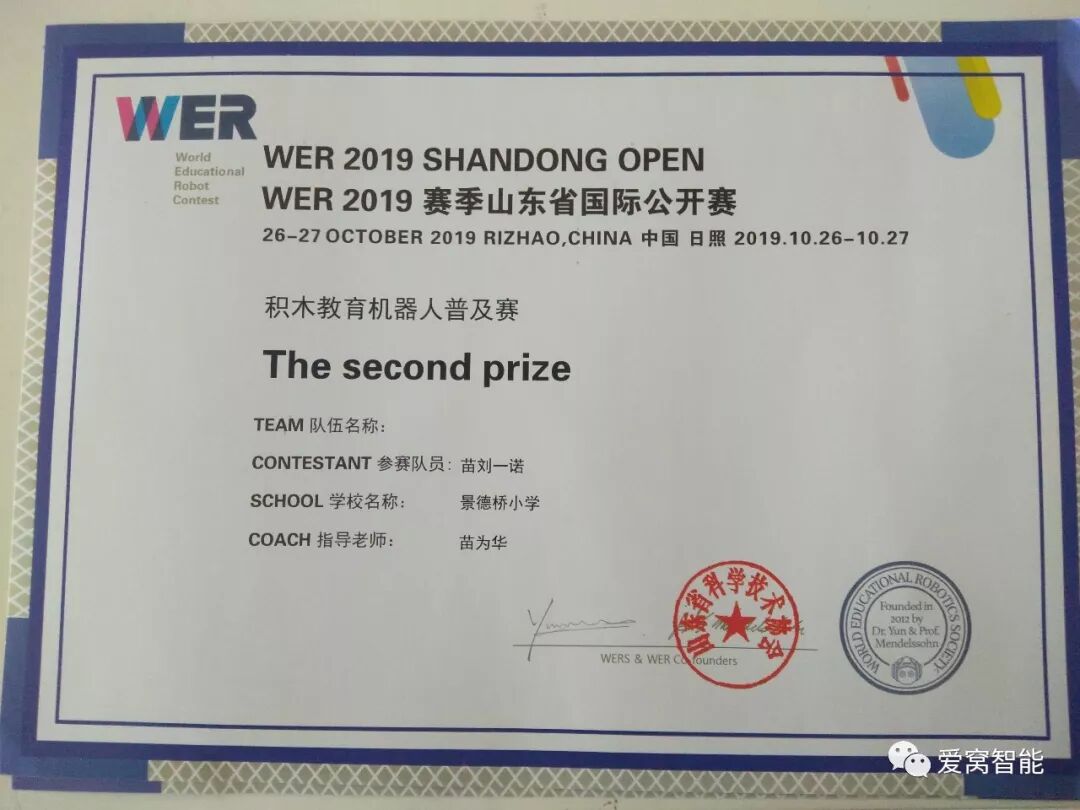 WER
World
Educational
Robot
Contest
WER 2019 SHANDONG OPEN
WER 2019 赛季山东省国际公开赛
26-27 OCTOBER 2019 RIZHAO,CHINA 中国 日照 2019.10.26-10.27
积木教育机器人普及赛
The second prize
TEAM 队伍名称：
CONTESTANT 参赛队员： 苗刘一诺
SCHOOL 学校名称： 景德桥小学
COACH 指导老师： 苗为华
WERS & WER Co founders
山东省科学技术协会
WORLD EDUCATIONAL ROBOTICS SOCIETY
Founded in
2012 by
Dr. Yun & Prof.
Mendelssohn
爱窝智能